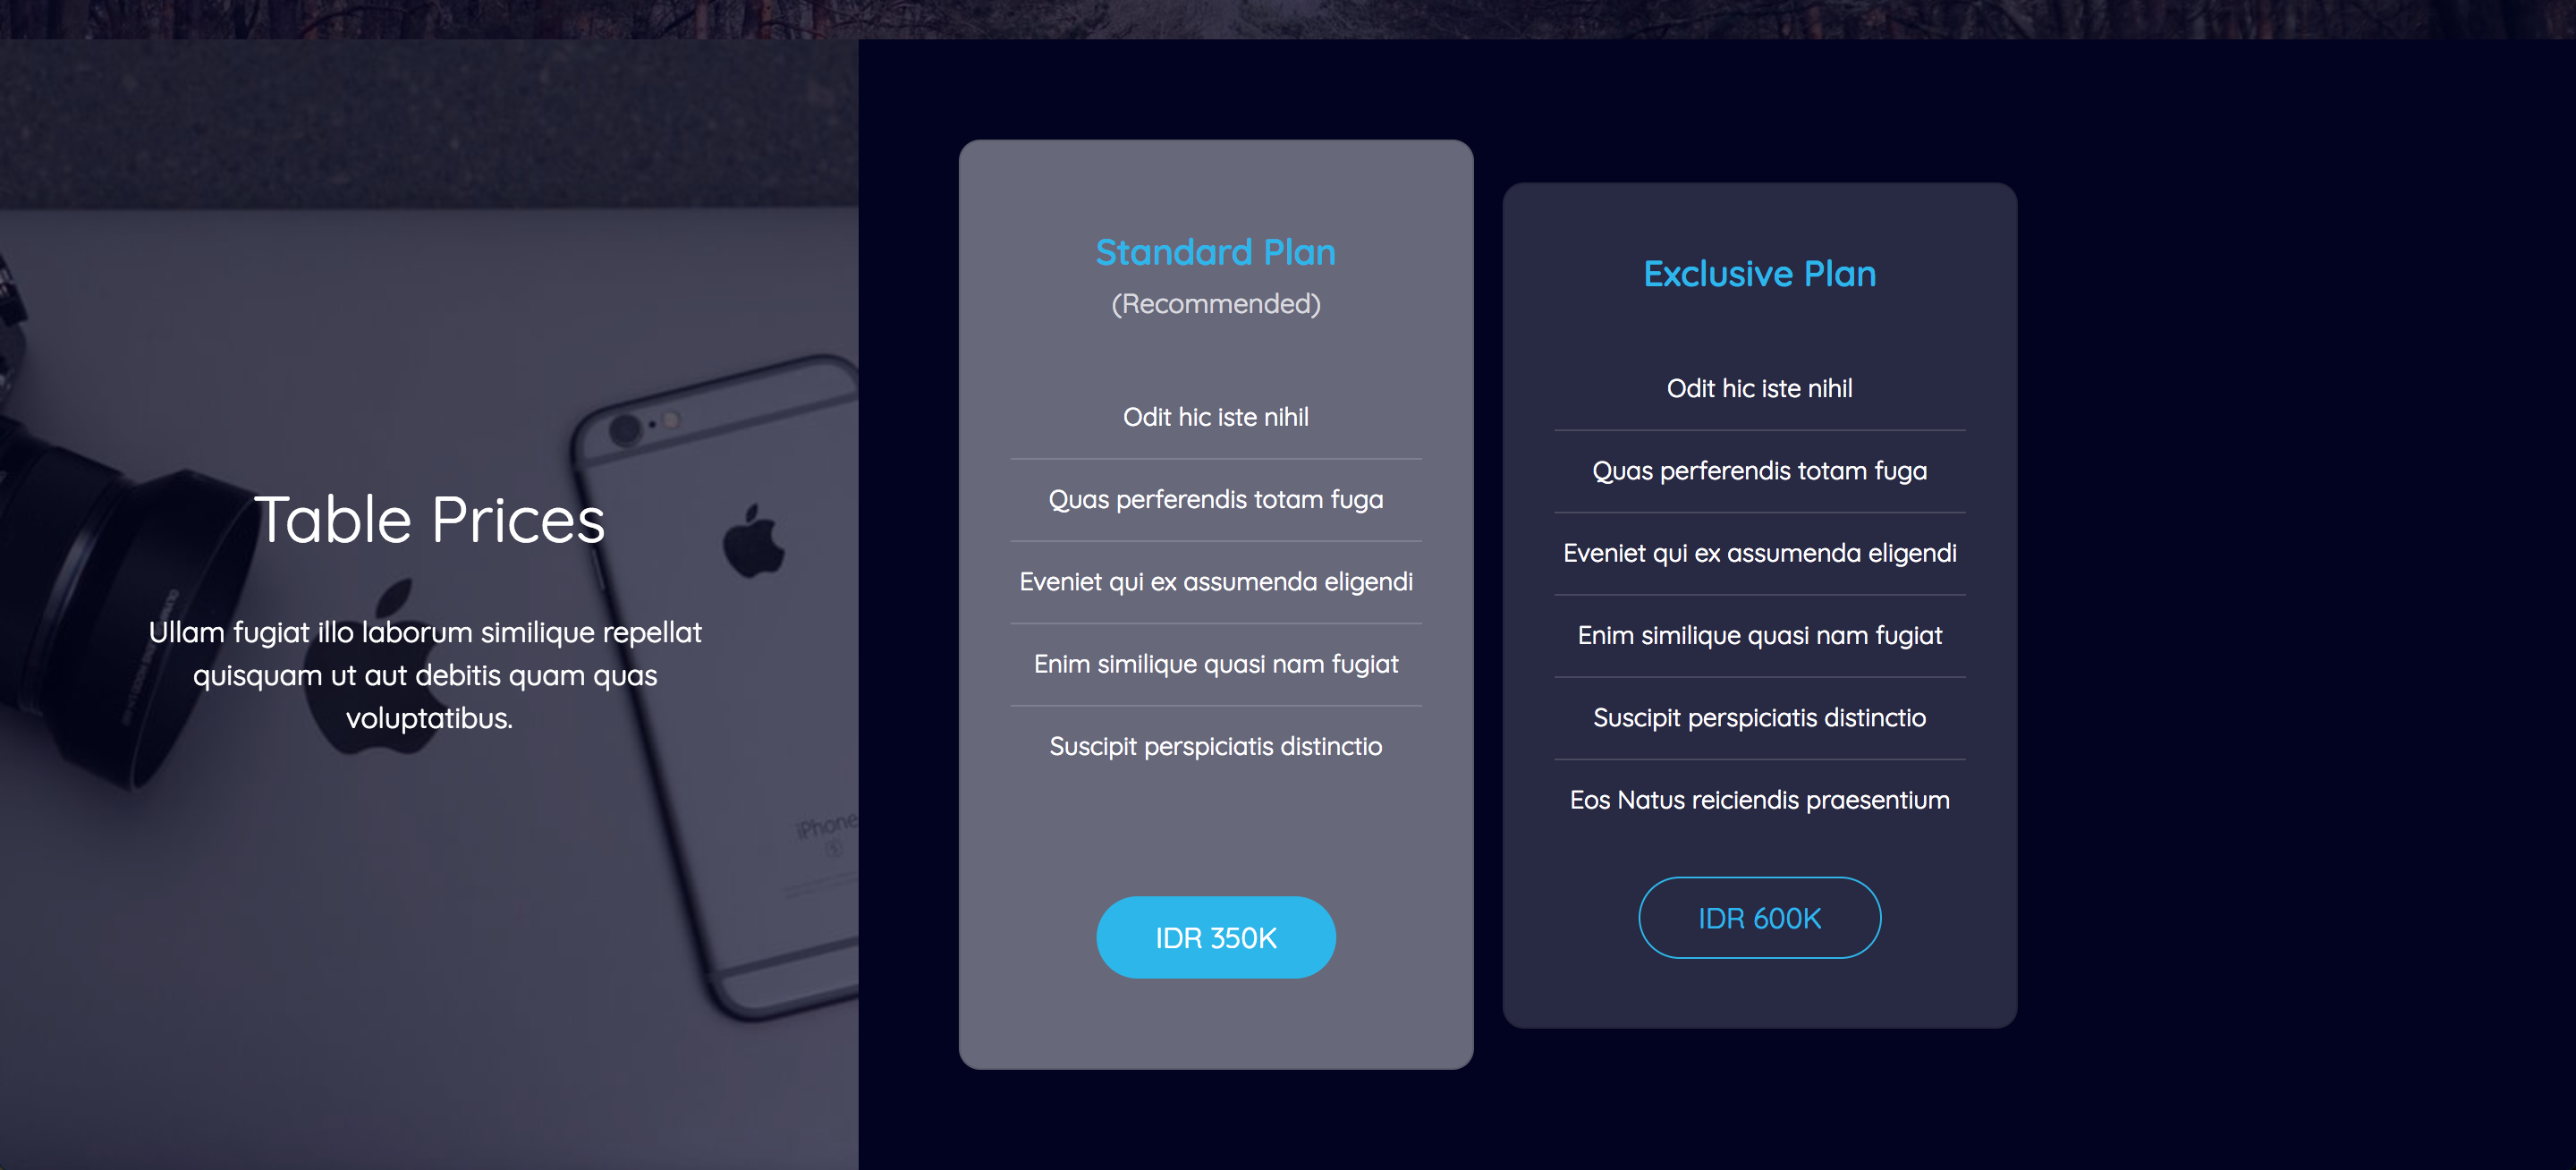 Table Prices
Ullam fugiat illo laborum similique repellat
quisquam ut aut debitis quam quas
voluptatibus.
iPhone
S
Standard Plan
(Recommended)
Odit hic iste nihil
Quas perferendis totam fuga
Eveniet qui ex assumenda eligendi
Enim similique quasi nam fugiat
Suscipit perspiciatis distinctio
IDR 350K
Exclusive Plan
Odit hic iste nihil
Quas perferendis totam fuga
Eveniet qui ex assumenda eligendi
Enim similique quasi nam fugiat
Suscipit perspiciatis distinctio
Eos Natus reiciendis praesentium
IDR 600K